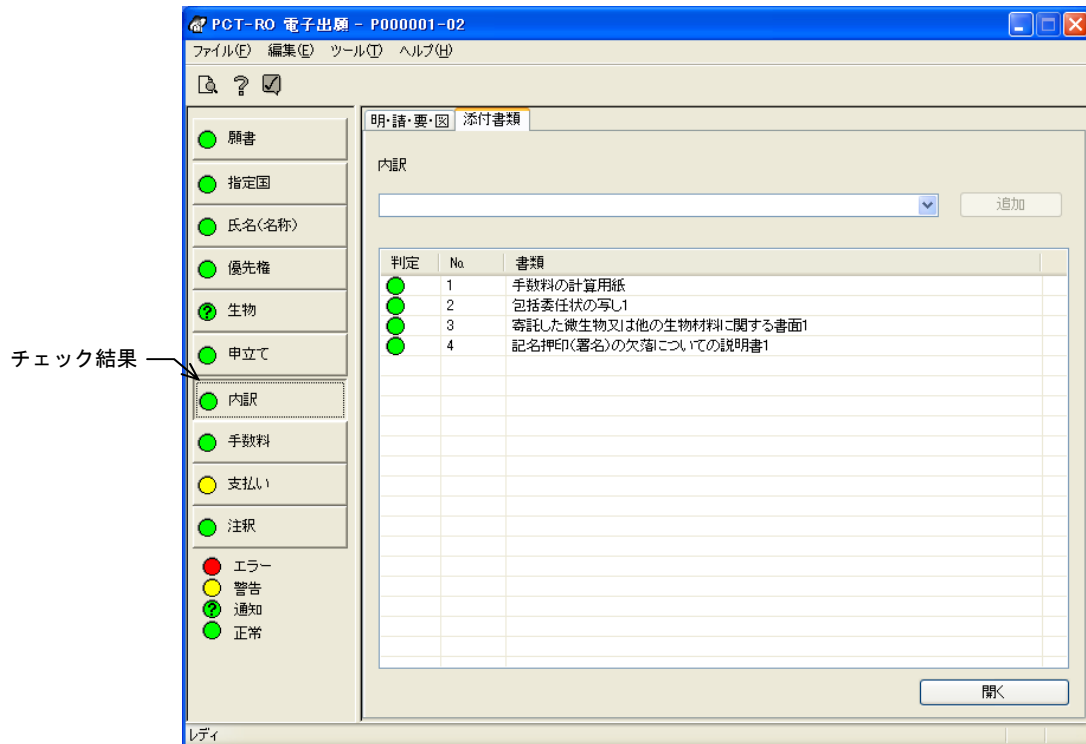 PCT-RO 電子出願 - P000001-02
ファイル(F) 編集(E) ツール(T) ヘルプ(H)
明・請・要・図 添付書類
願書
内訳
指定国
追加
氏名(名称)
判定 No. 書類
優先権
1 手数料の計算用紙
2 包括委任状の写し1
生物
3 寄託した微生物又は他の生物材料に関する書面1
4 記名押印(署名)の欠落についての説明書1
チェック結果
申立て
内訳
手数料
支払い
注釈
エラー
警告
通知
正常
開く
レディ